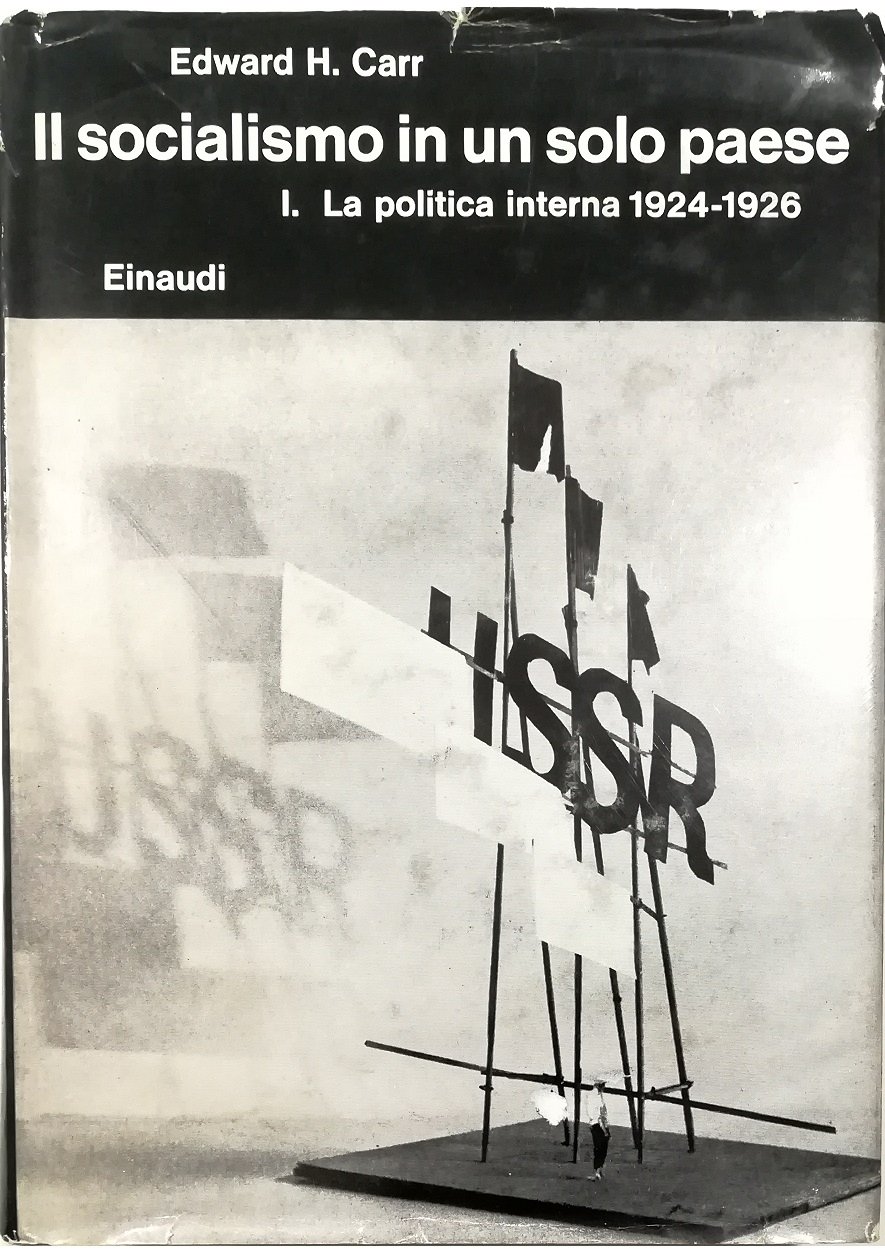 Edward H. Carr
Il socialismo in un solo paese
I. La politica interna 1924-1926
Einaudi
USSR